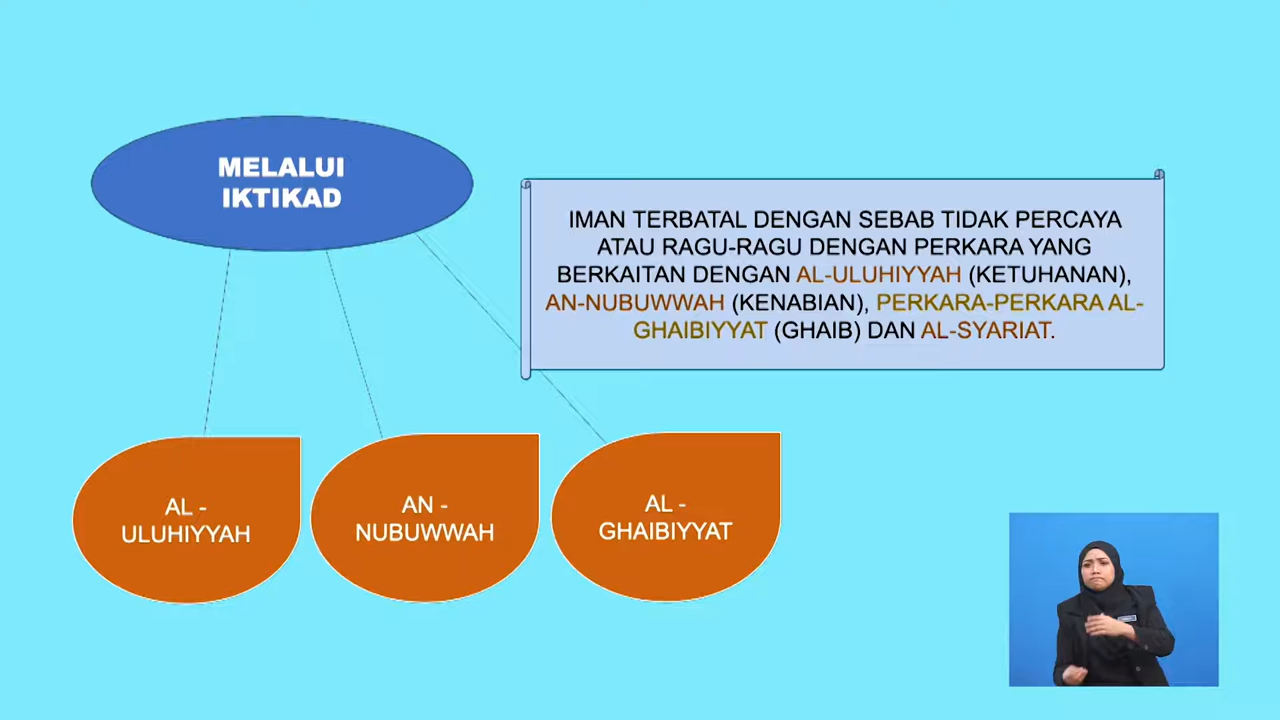 MELALUI
IKTIKAD
IMAN TERBATAL DENGAN SEBAB TIDAK PERCAYA
ATAU RAGU-RAGU DENGAN PERKARA YANG
BERKAITAN DENGAN AL-ULUHIYYAH (KETUHANAN),
AN-NUBUWWAH (KENABIAN), PERKARA-PERKARA AL-
GHAIBIYYAT (GHAIB) DAN AL-SYARIAT.
AL -
ULUHIYYAH
AN -
NUBUWWAH
AL -
GHAIBIYYAT